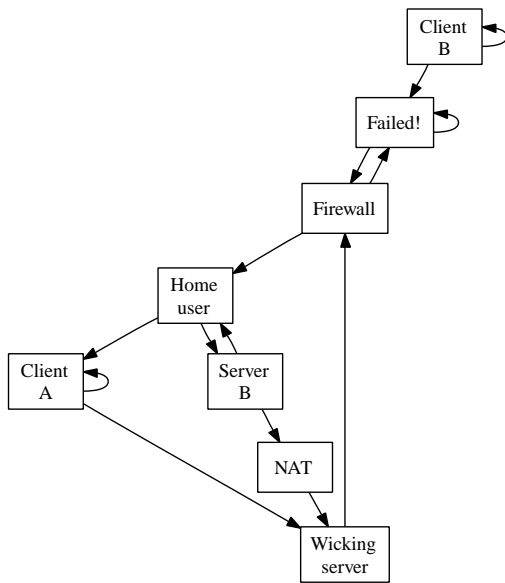 Client
B
Failed!
Firewall
Home
user
Client
A
Server
B
NAT
Wicking
server